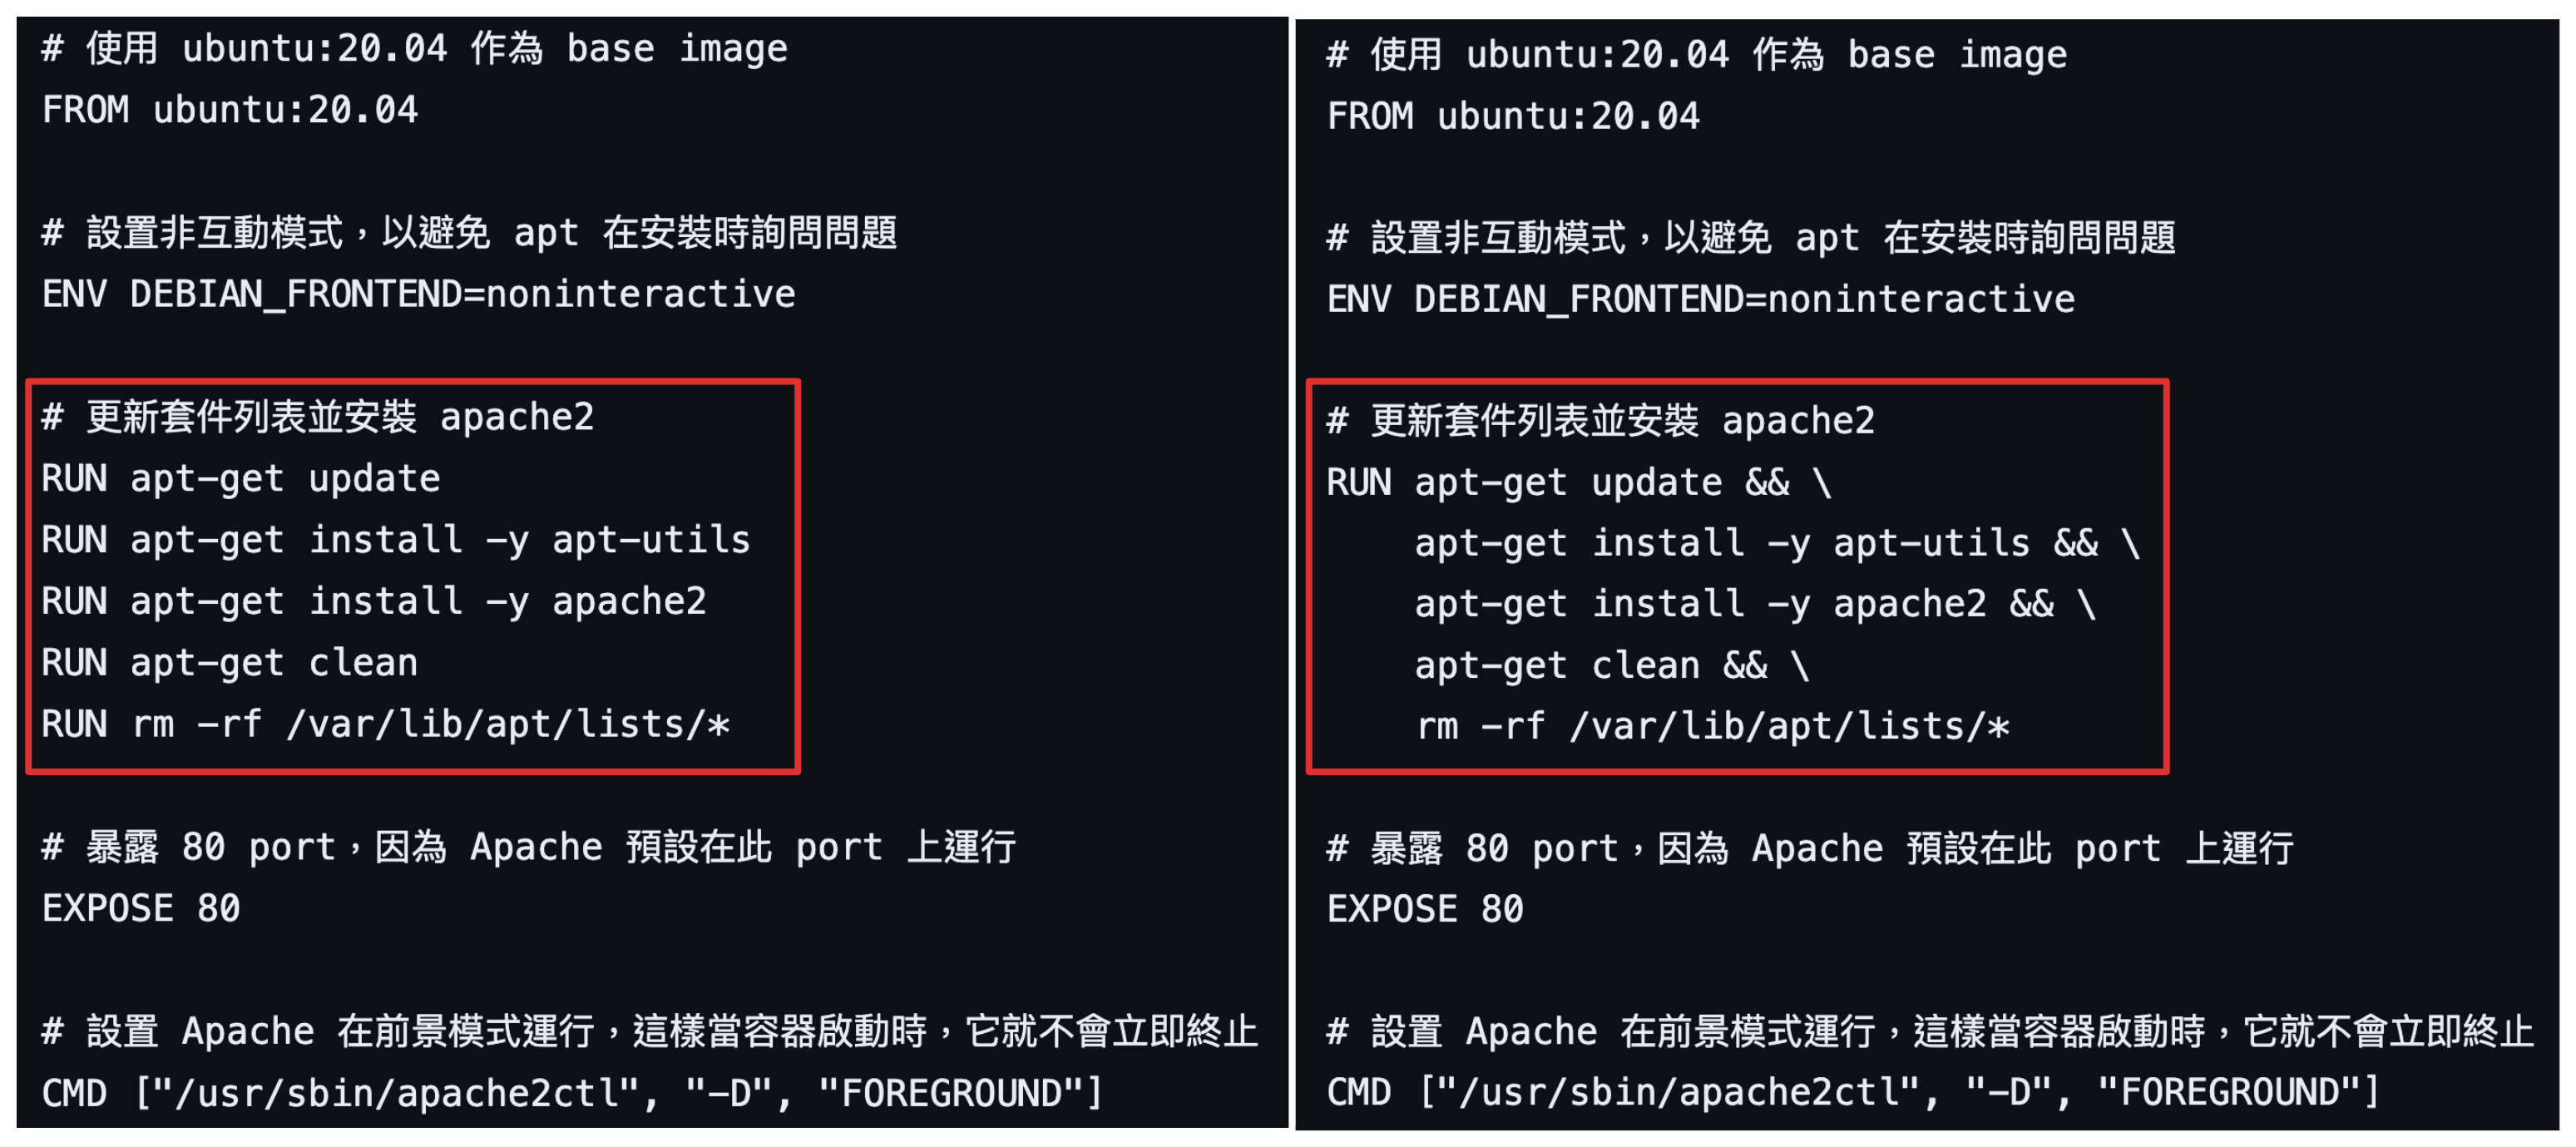 # 使用 ubuntu:20.04 作為 base image
FROM ubuntu:20.04
# 設置非互動模式，以避免 apt 在安裝時詢問問題
ENV DEBIAN_FRONTEND=noninteractive
# 更新套件列表並安裝 apache2
RUN apt-get update
RUN apt-get install -y apt-utils
RUN apt-get install -y apache2
RUN apt-get clean
RUN rm -rf /var/lib/apt/lists/*
# 暴露 80 port，因為 Apache 預設在此 port 上運行
EXPOSE 80
# 設置 Apache 在前景模式運行，這樣當容器啟動時，它就不會立即終止
CMD ["/usr/sbin/apache2ctl", "-D", "FOREGROUND"]
# 使用 ubuntu:20.04 作為 base image
FROM ubuntu:20.04
# 設置非互動模式，以避免 apt 在安裝時詢問問題
ENV DEBIAN_FRONTEND=noninteractive
# 更新套件列表並安裝 apache2
RUN apt-get update && \
apt-get install -y apt-utils && \
apt-get install -y apache2 && \
apt-get clean && \
rm -rf /var/lib/apt/lists/*
# 暴露 80 port，因為 Apache 預設在此 port 上運行
EXPOSE 80
# 設置 Apache 在前景模式運行，這樣當容器啟動時，它就不會立即終止
CMD ["/usr/sbin/apache2ctl", "-D", "FOREGROUND"]